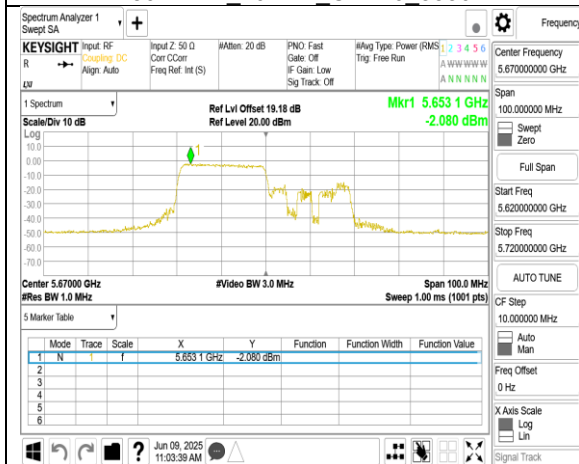 Spectrum Analyzer 1
Swept SA
+
Frequency
KEYSIGHT
R
LXI
Input: RF
Coupling: DC
Align: Auto
Input Z: 50 Ω
Corr CCorr
Freq Ref: Int (S)
#Atten: 20 dB
PNO: Fast
Gate: Off
IF Gain: Low
Sig Track: Off
#Avg Type: Power (RMS
Trig: Free Run
1 2 3 4 5 6
A W W W W W
A N N N N N
Center Frequency
5.670000000 GHz
Span
100.000000 MHz
Swept
Zero
Full Span
Start Freq
5.620000000 GHz
Stop Freq
5.720000000 GHz
AUTO TUNE
CF Step
10.000000 MHz
Auto
Man
Freq Offset
0 Hz
X Axis Scale
Log
Lin
Signal Track
1 Spectrum
Scale/Div 10 dB
Ref Lvl Offset 19.18 dB
Ref Level 20.00 dBm
Mkr1 5.653 1 GHz
-2.080 dBm
Log
10.0
0.00
-10.0
-20.0
-30.0
-40.0
-50.0
-60.0
-70.0
1
Center 5.67000 GHz
#Res BW 1.0 MHz
#Video BW 3.0 MHz
Span 100.0 MHz
Sweep 1.00 ms (1001 pts)
5 Marker Table
Mode Trace Scale X Y Function Function Width Function Value
1 N 1 f 5.653 1 GHz -2.080 dBm
2
3
4
5
6
?
Jun 09, 2025
11:03:39 AM